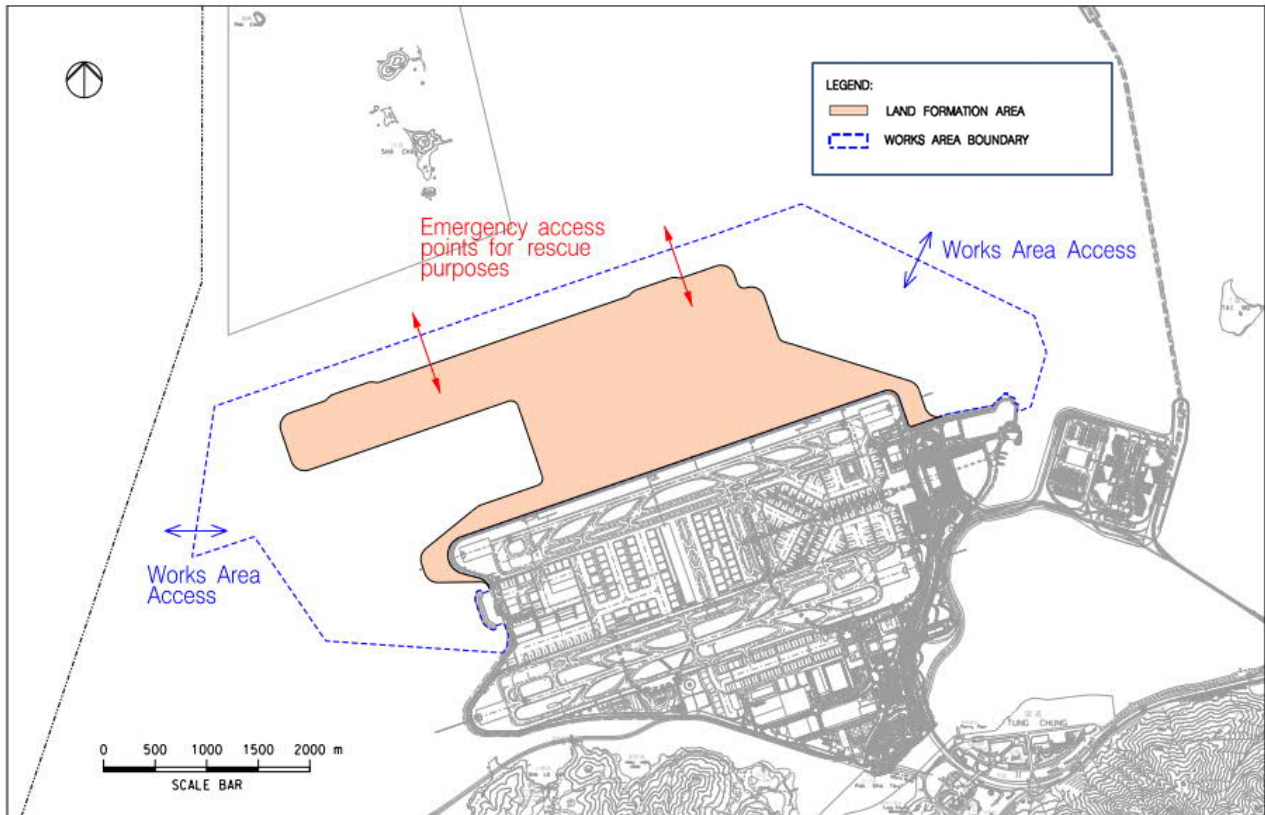 LEGEND:
LAND FORMATION AREA
WORKS AREA BOUNDARY
Emergency access
points for rescue
purposes
Works Area Access
Works Area
Access
TUNG CHUNG
0 500 1000 1500 2000 m
SCALE BAR